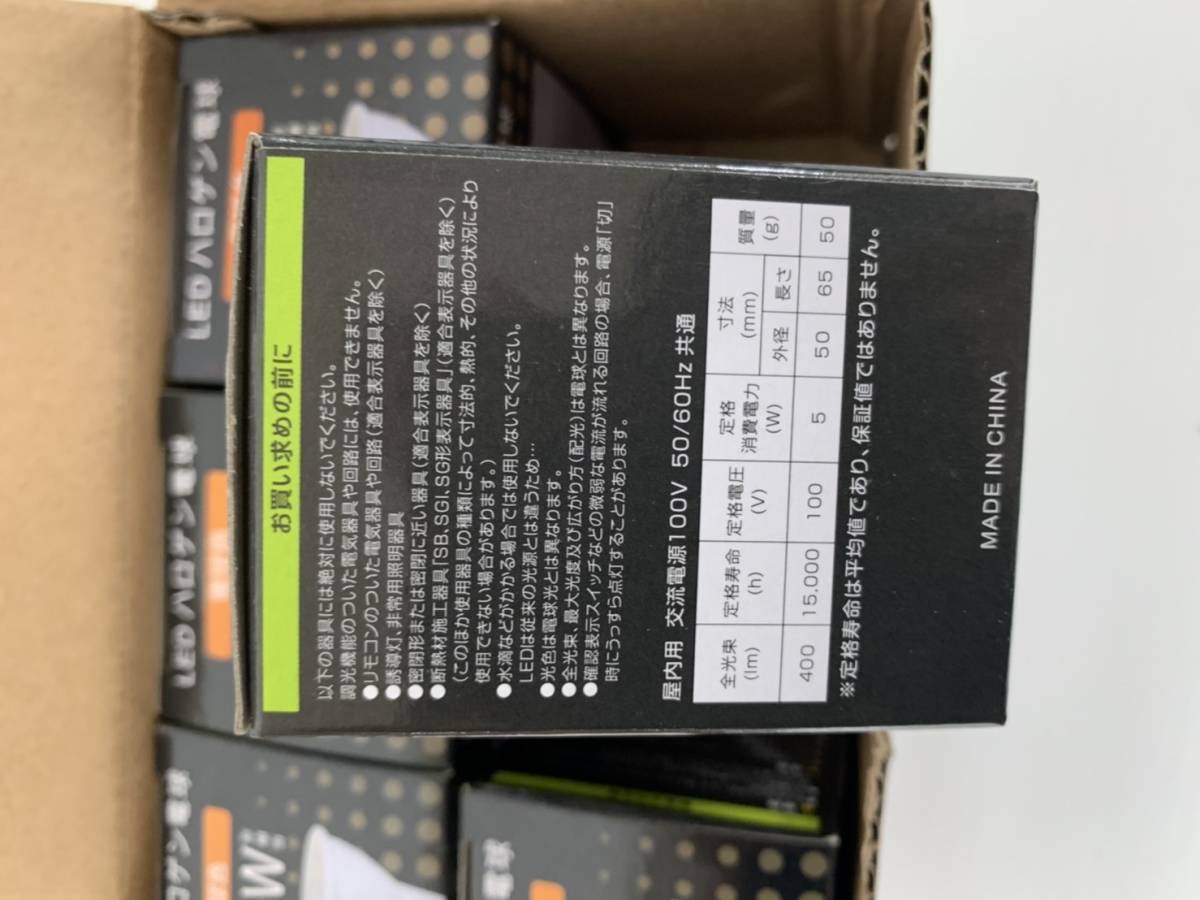 お買い求めの前に
以下の器具には絶対に使用しないでください。
調光機能のついた電気器具や回路には、使用できません。
●リモコンのついた電気器具や回路(適合表示器具を除く)
●誘導灯、非常用照明器具
●密閉形または密閉に近い器具(適合表示器具を除く)
●断熱材施工器具「SB.SGI.SG形表示器具」(適合表示器具を除く)
(このほか使用器具の種類によって寸法的、熱的、その他の状況により
使用できない場合があります。)
●水滴などがかかる場合では使用しないでください。
LEDは従来の光源とは違うため…
●光色は電球光とは異なります。
●全光束、最大光度及び広がり方(配光)は電球とは異なります。
●確認表示スイッチなどの微弱な電流が流れる回路の場合、電源「切」
時にうっすら点灯することがあります。
屋内用 交流電源100V 50/60Hz 共通
全光束(lm) 定格寿命(h) 定格電圧(V) 定格消費電力(W) 寸法(mm) 質量(g)
外径 長さ
400 15,000 100 5 50 65 50
※定格寿命は平均値であり、保証値ではありません。
MADE IN CHINA
LED ハロゲン電球
LED ハロゲン電球
ロゲン電球
W
電球